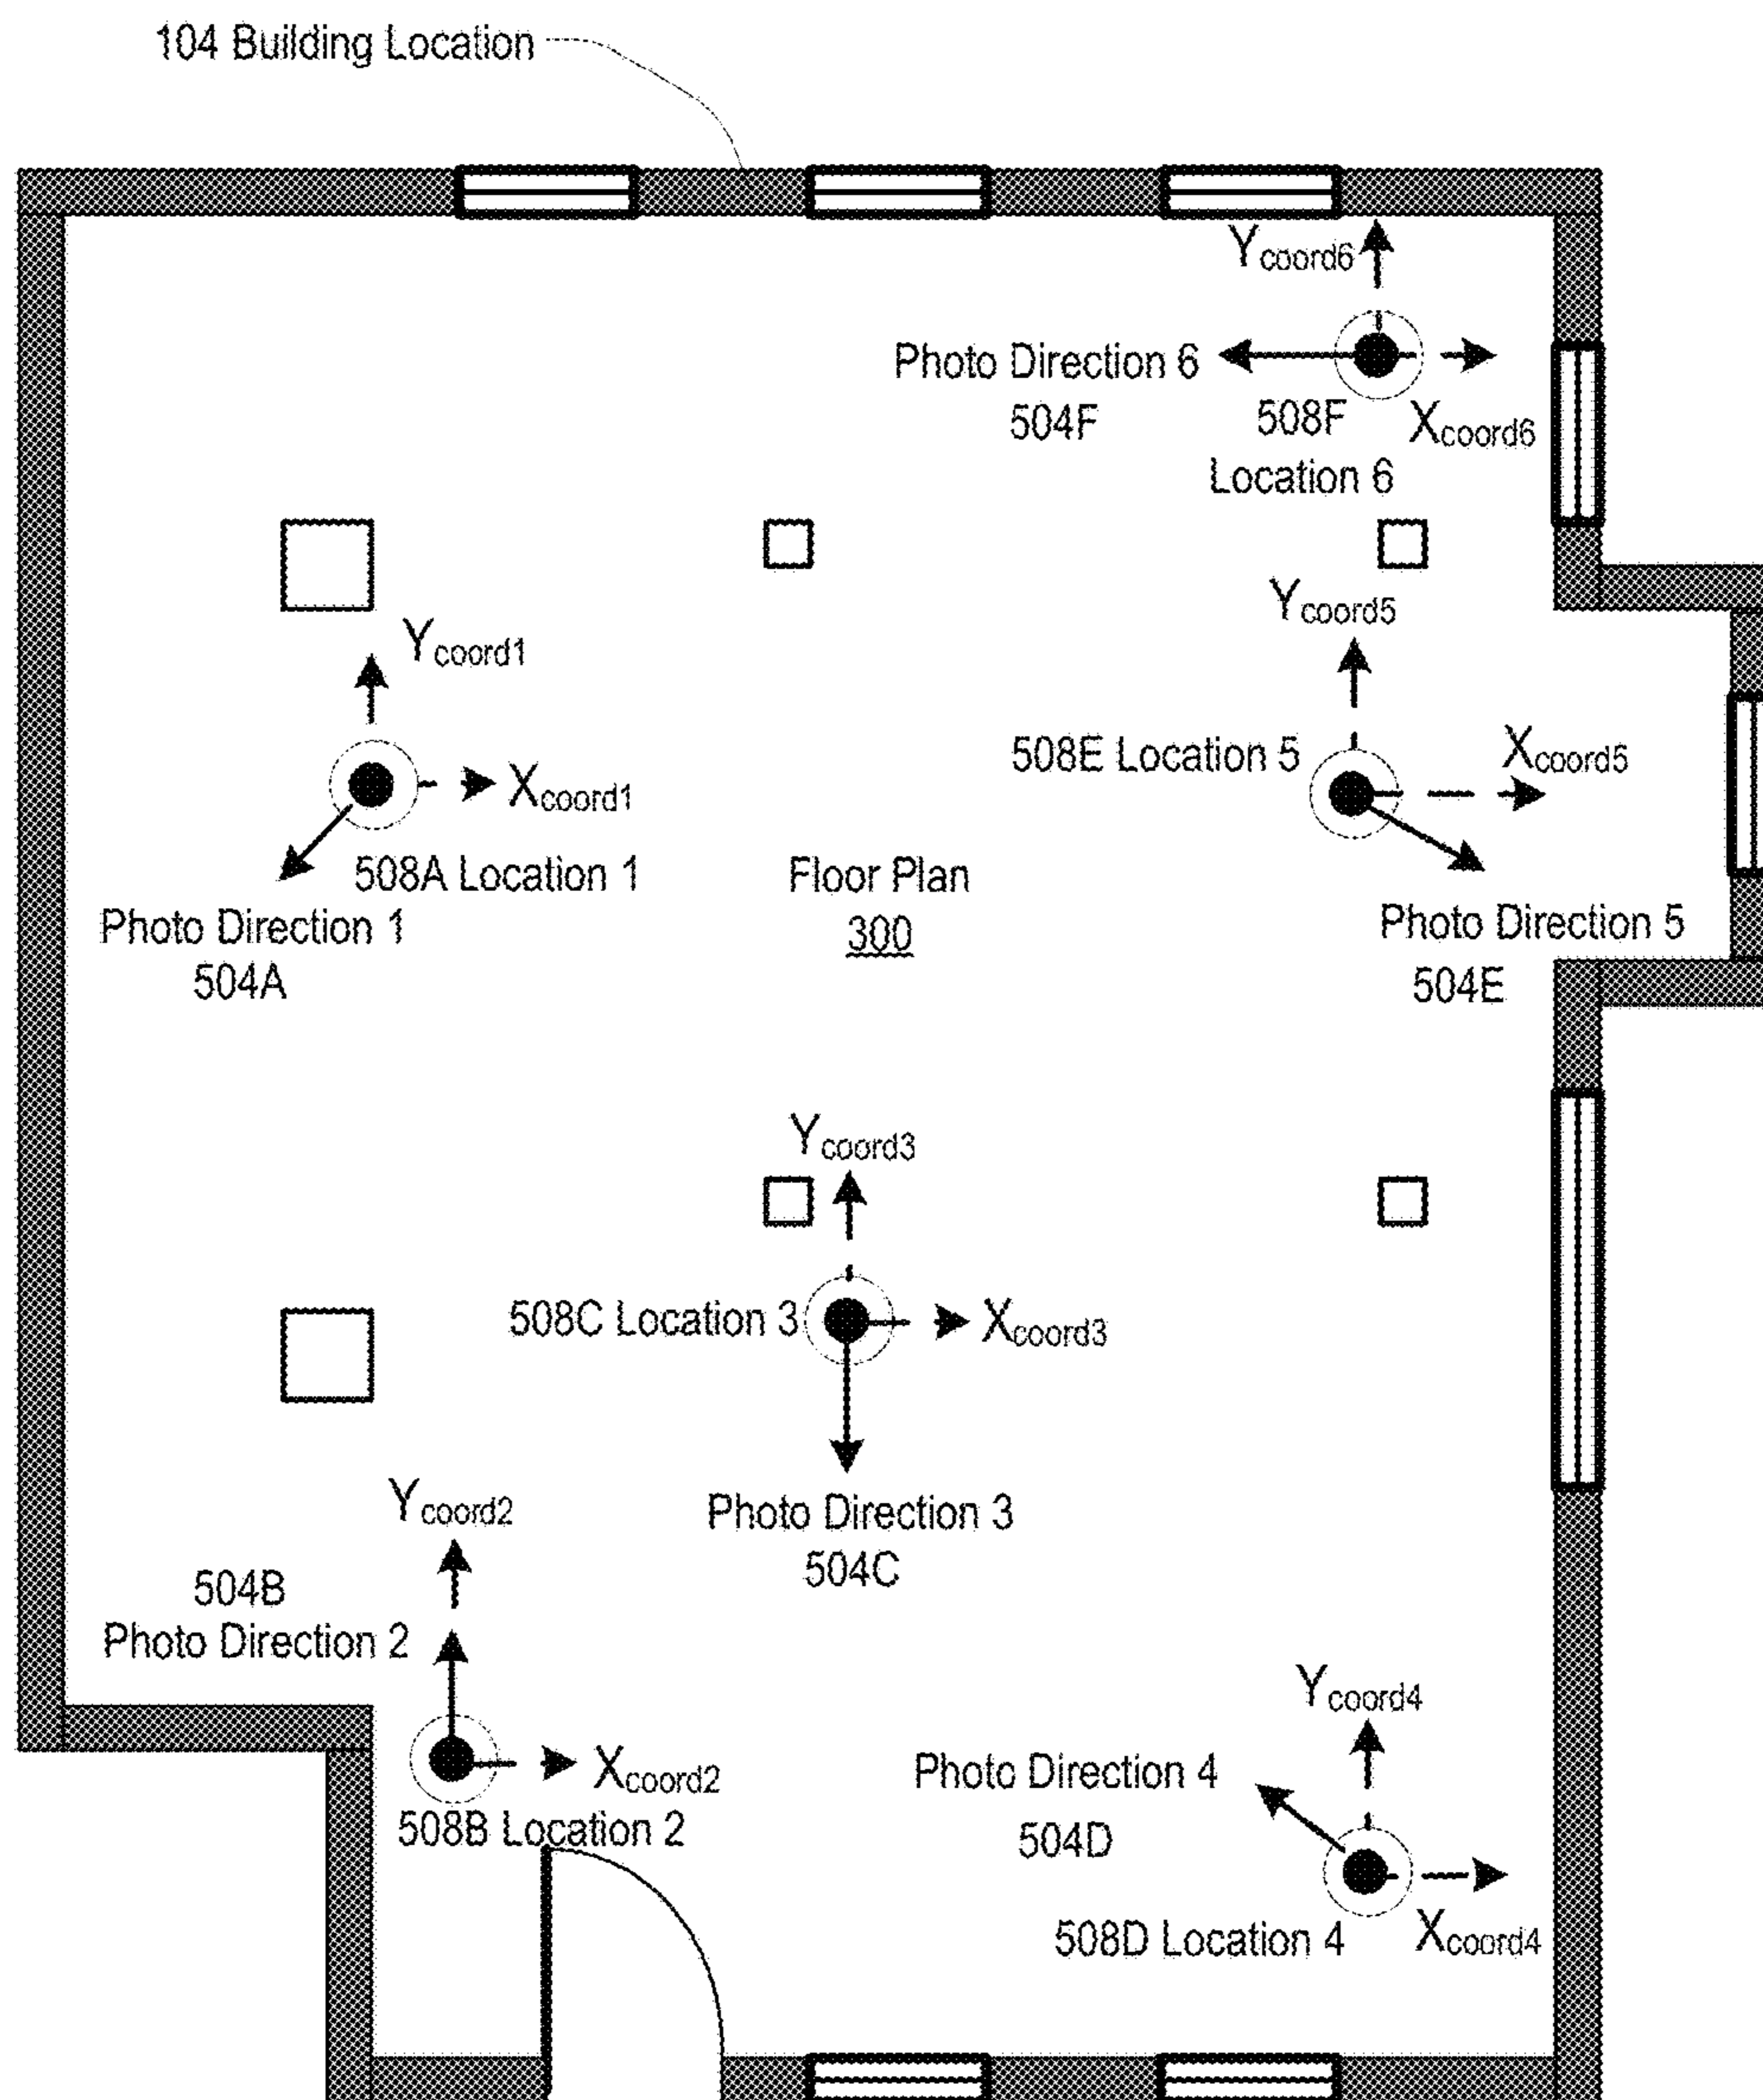 104 Building Location
Ycoord6
Photo Direction 6
504F
508F
Location 6
Xcoord6
Ycoord1
Xcoord1
508A Location 1
Photo Direction 1
504A
Ycoord5
508E Location 5
Xcoord5
Photo Direction 5
504E
Floor Plan
300
Ycoord3
508C Location 3
Xcoord3
Photo Direction 3
504C
Ycoord2
504B
Photo Direction 2
Xcoord2
508B Location 2
Ycoord4
Photo Direction 4
504D
508D Location 4
Xcoord4